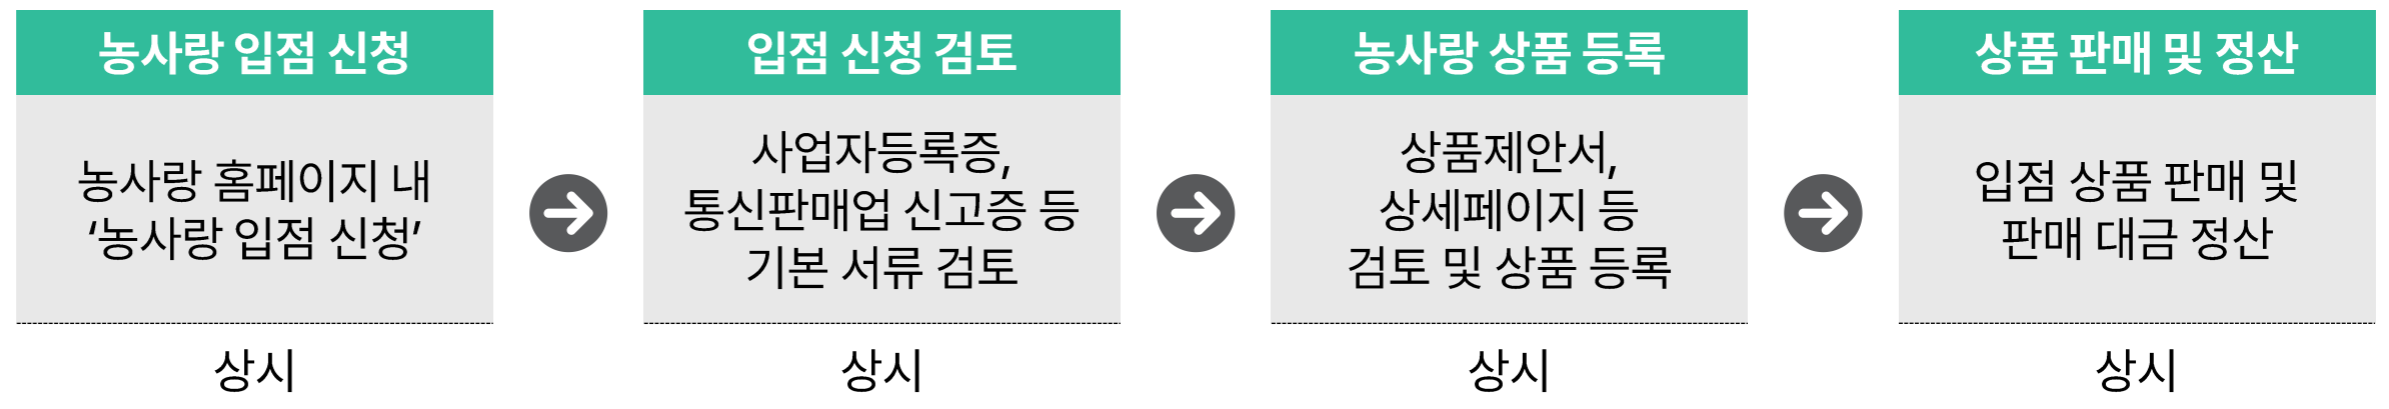 농사랑 입점 신청
농사랑 홈페이지 내
‘농사랑 입점 신청’
상시
입점 신청 검토
사업자등록증,
통신판매업 신고증 등
기본 서류 검토
상시
농사랑 상품 등록
상품제안서,
상세페이지 등
검토 및 상품 등록
상시
상품 판매 및 정산
입점 상품 판매 및
판매 대금 정산
상시